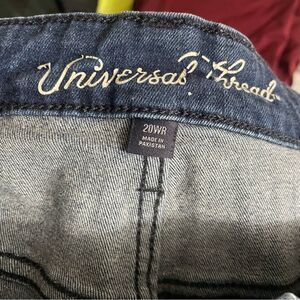 Universal Thread
20WR
MADE IN
PAKISTAN